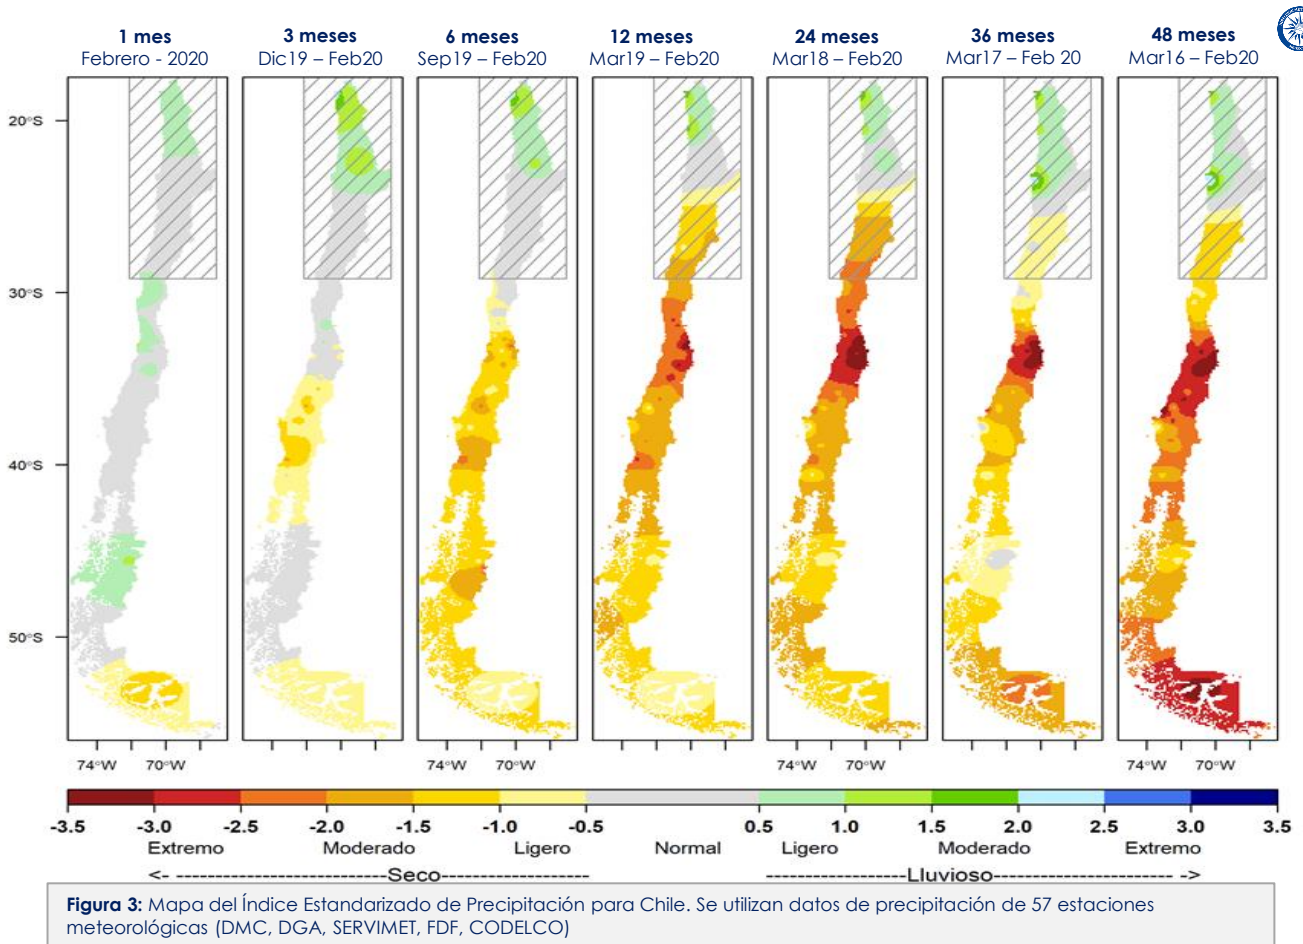 1 mes 3 meses 6 meses 12 meses 24 meses 36 meses 48 meses
Febrero - 2020 Dic19 – Feb20 Sep19 – Feb20 Mar19 – Feb20 Mar18 – Feb20 Mar17 – Feb 20 Mar16 – Feb20
20°S
30°S
40°S
50°S
74°W 70°W 74°W 70°W 74°W 70°W 74°W 70°W
-3.5 -3.0 -2.5 -2.0 -1.5 -1.0 -0.5 0.5 1.0 1.5 2.0 2.5 3.0 3.5
Extremo Moderado Ligero Normal Ligero Moderado Extremo
<- -----------------------------Seco-------------------- -------------------Lluvioso------------------------ ->
Figura 3: Mapa del Índice Estandarizado de Precipitación para Chile. Se utilizan datos de precipitación de 57 estaciones
meteorológicas (DMC, DGA, SERVIMET, FDF, CODELCO)